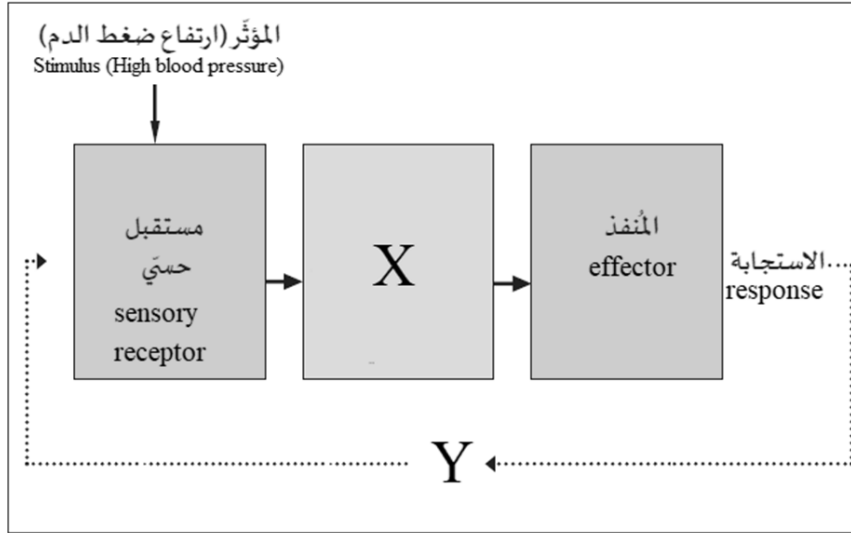 المؤثّر (ارتفاع ضغط الدم)
Stimulus (High blood pressure)
مستقبل
حسّي
sensory
receptor
X
المُنفذ
effector
الاستجابة
response
Y